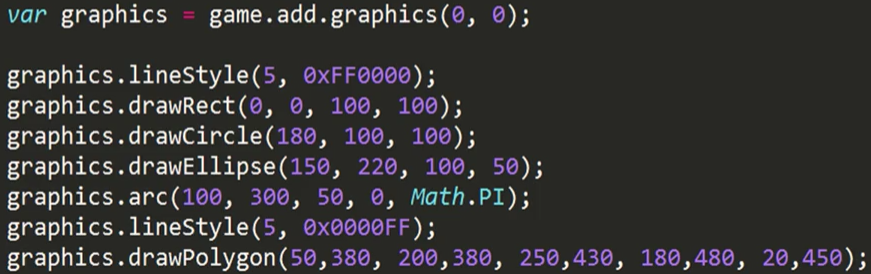 var graphics = game.add.graphics(0, 0);
graphics.lineStyle(5, 0xFF0000);
graphics.drawRect(0, 0, 100, 100);
graphics.drawCircle(180, 100, 100);
graphics.drawEllipse(150, 220, 100, 50);
graphics.arc(100, 300, 50, 0, Math.PI);
graphics.lineStyle(5, 0x0000FF);
graphics.drawPolygon(50,380, 200,380, 250,430, 180,480, 20,450);